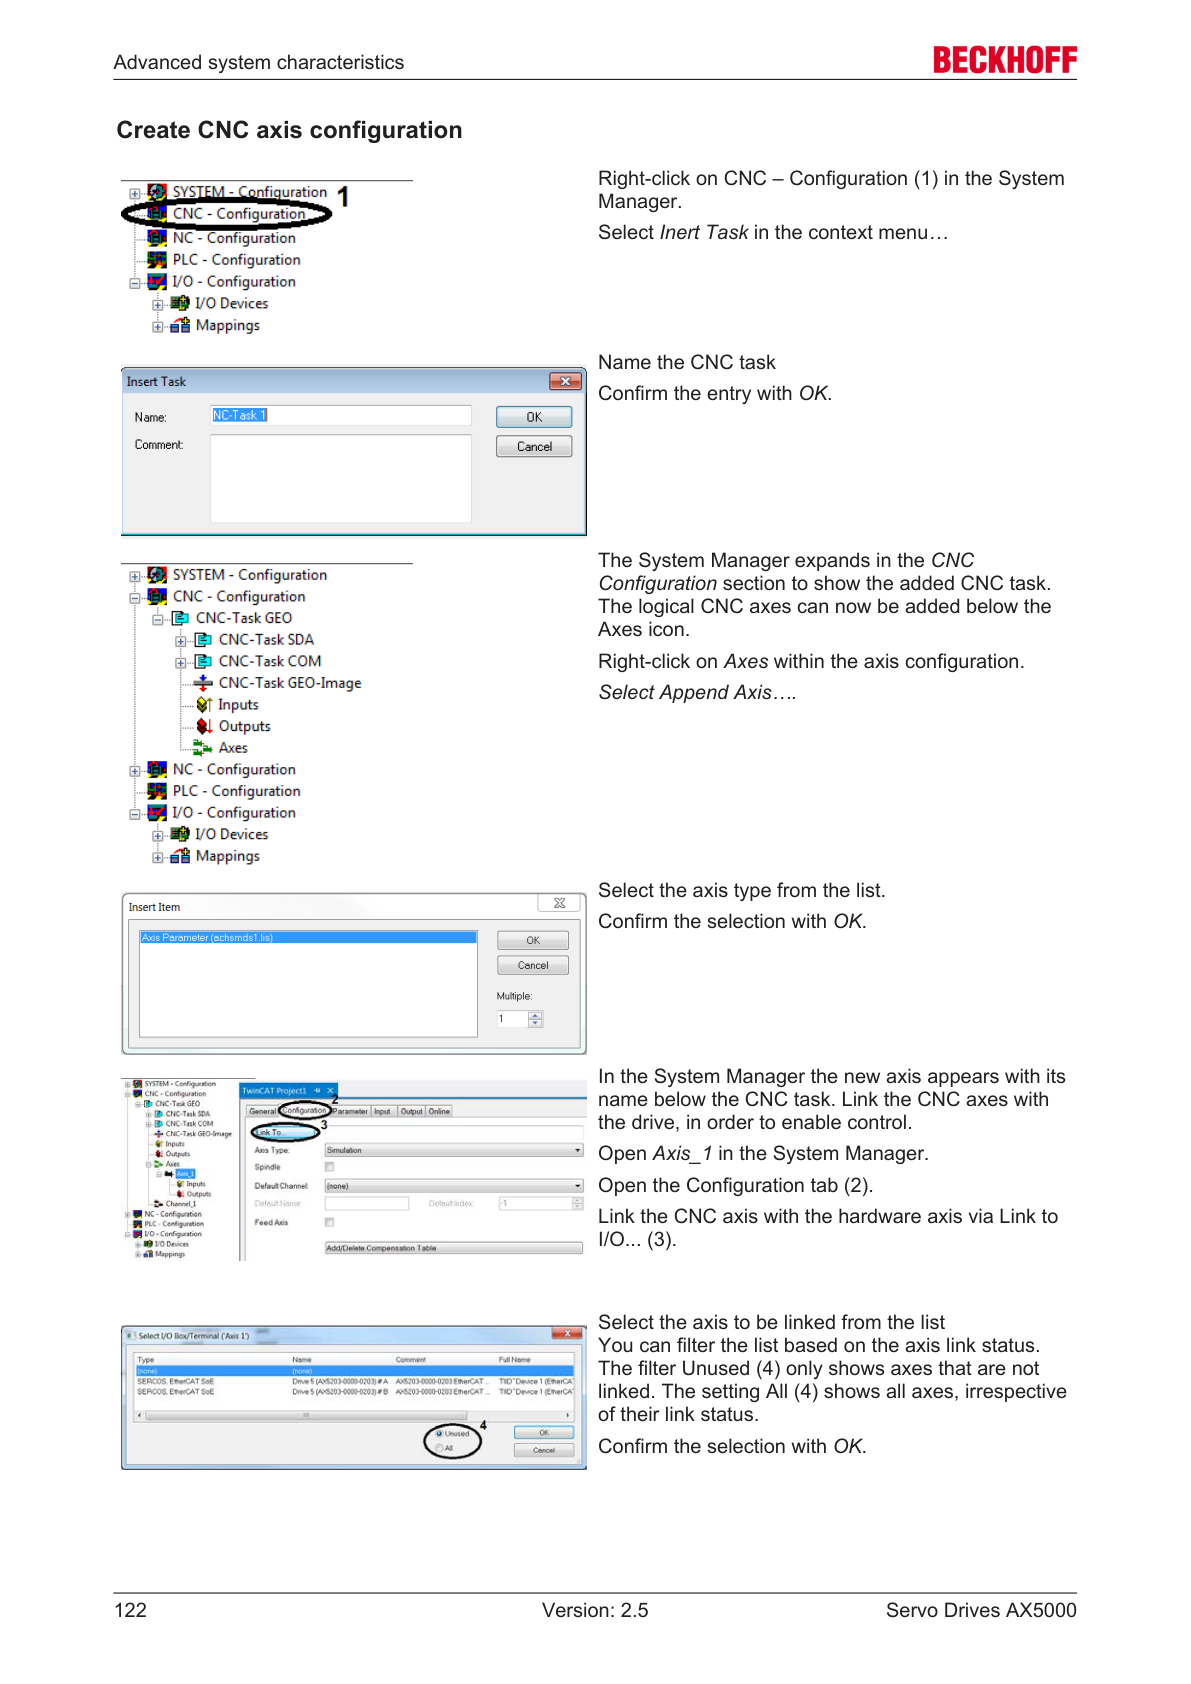 Advanced system characteristics
BECKHOFF
Create CNC axis configuration
SYSTEM - Configuration
1
CNC - Configuration
NC - Configuration
PLC - Configuration
I/O - Configuration
I/O Devices
Mappings
Right-click on CNC – Configuration (1) in the System
Manager.
Select Inert Task in the context menu…
Insert Task
Name:
NC-Task 1
OK
Comment:
Cancel
Name the CNC task
Confirm the entry with OK.
SYSTEM - Configuration
CNC - Configuration
CNC-Task GEO
CNC-Task SDA
CNC-Task COM
CNC-Task GEO-Image
Inputs
Outputs
Axes
NC - Configuration
PLC - Configuration
I/O - Configuration
I/O Devices
Mappings
The System Manager expands in the CNC
Configuration section to show the added CNC task.
The logical CNC axes can now be added below the
Axes icon.
Right-click on Axes within the axis configuration.
Select Append Axis….
Insert Item
Axis Parameter (achsmds1.lis)
OK
Cancel
Multiple:
1
Select the axis type from the list.
Confirm the selection with OK.
SYSTEM - Configuration
CNC - Configuration
CNC-Task GEO
CNC-Task SDA
CNC-Task COM
CNC-Task GEO-Image
Inputs
Outputs
Axes
Axis_1
Inputs
Outputs
Channel_1
NC - Configuration
PLC - Configuration
I/O - Configuration
I/O Devices
Mappings
TwinCAT Project1
2
General Configuration Parameter Input Output Online
3
Link To...
Axis Type: Simulation
Spindle
Default Channel: (none)
Default Name: Default Index: -1
Feed Axis
Add/Delete Compensation Table
In the System Manager the new axis appears with its
name below the CNC task. Link the CNC axes with
the drive, in order to enable control.
Open Axis_1 in the System Manager.
Open the Configuration tab (2).
Link the CNC axis with the hardware axis via Link to
I/O... (3).
Select I/O Box/Terminal ('Axis 1')
Type Name Comment Full Name
(none) (none)
SERCOS, EtherCAT SoE Drive 5 (AX5203-0000-0203) # A AX5203-0000-0203 EtherCAT ... TIID^Device 1 (EtherCA
SERCOS, EtherCAT SoE Drive 5 (AX5203-0000-0203) # B AX5203-0000-0203 EtherCAT ... TIID^Device 1 (EtherCA
4
Unused
OK
All
Cancel
Select the axis to be linked from the list
You can filter the list based on the axis link status.
The filter Unused (4) only shows axes that are not
linked. The setting All (4) shows all axes, irrespective
of their link status.
Confirm the selection with OK.
122
Version: 2.5
Servo Drives AX5000